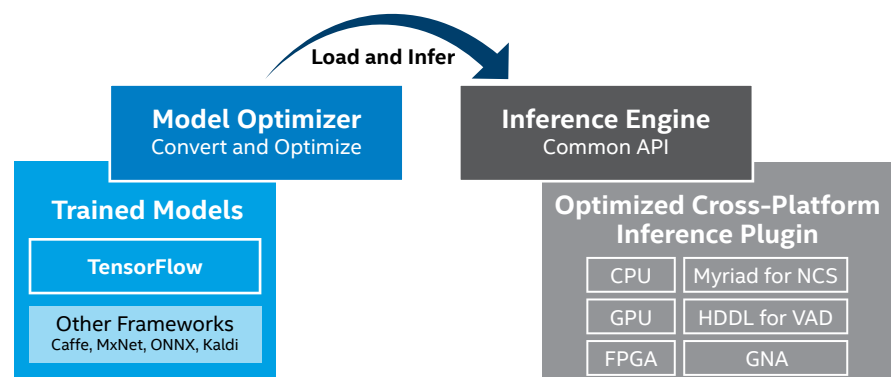 Load and Infer
Model Optimizer
Convert and Optimize
Inference Engine
Common API
Trained Models
TensorFlow
Other Frameworks
Caffe, MxNet, ONNX, Kaldi
Optimized Cross-Platform
Inference Plugin
CPU
Myriad for NCS
GPU
HDDL for VAD
FPGA
GNA